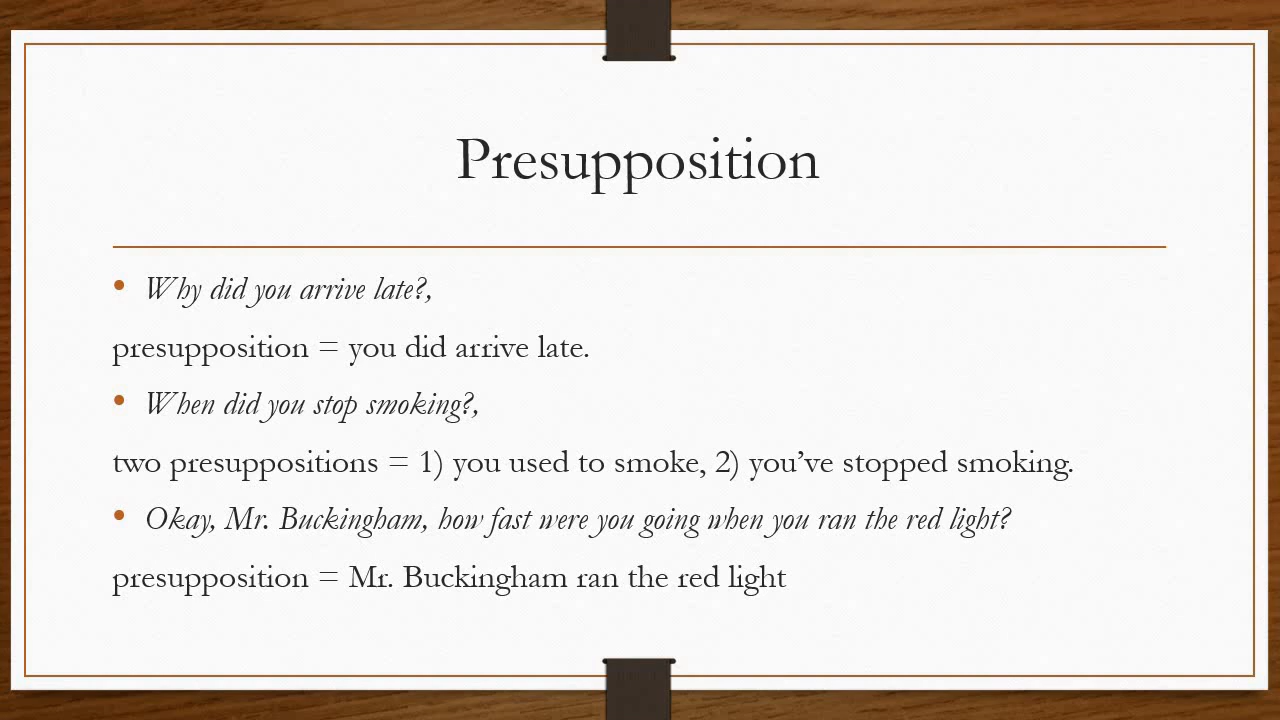 Presupposition
• Why did you arrive late?,
presupposition = you did arrive late.
• When did you stop smoking?,
two presuppositions = 1) you used to smoke, 2) you’ve stopped smoking.
• Okay, Mr. Buckingham, how fast were you going when you ran the red light?
presupposition = Mr. Buckingham ran the red light